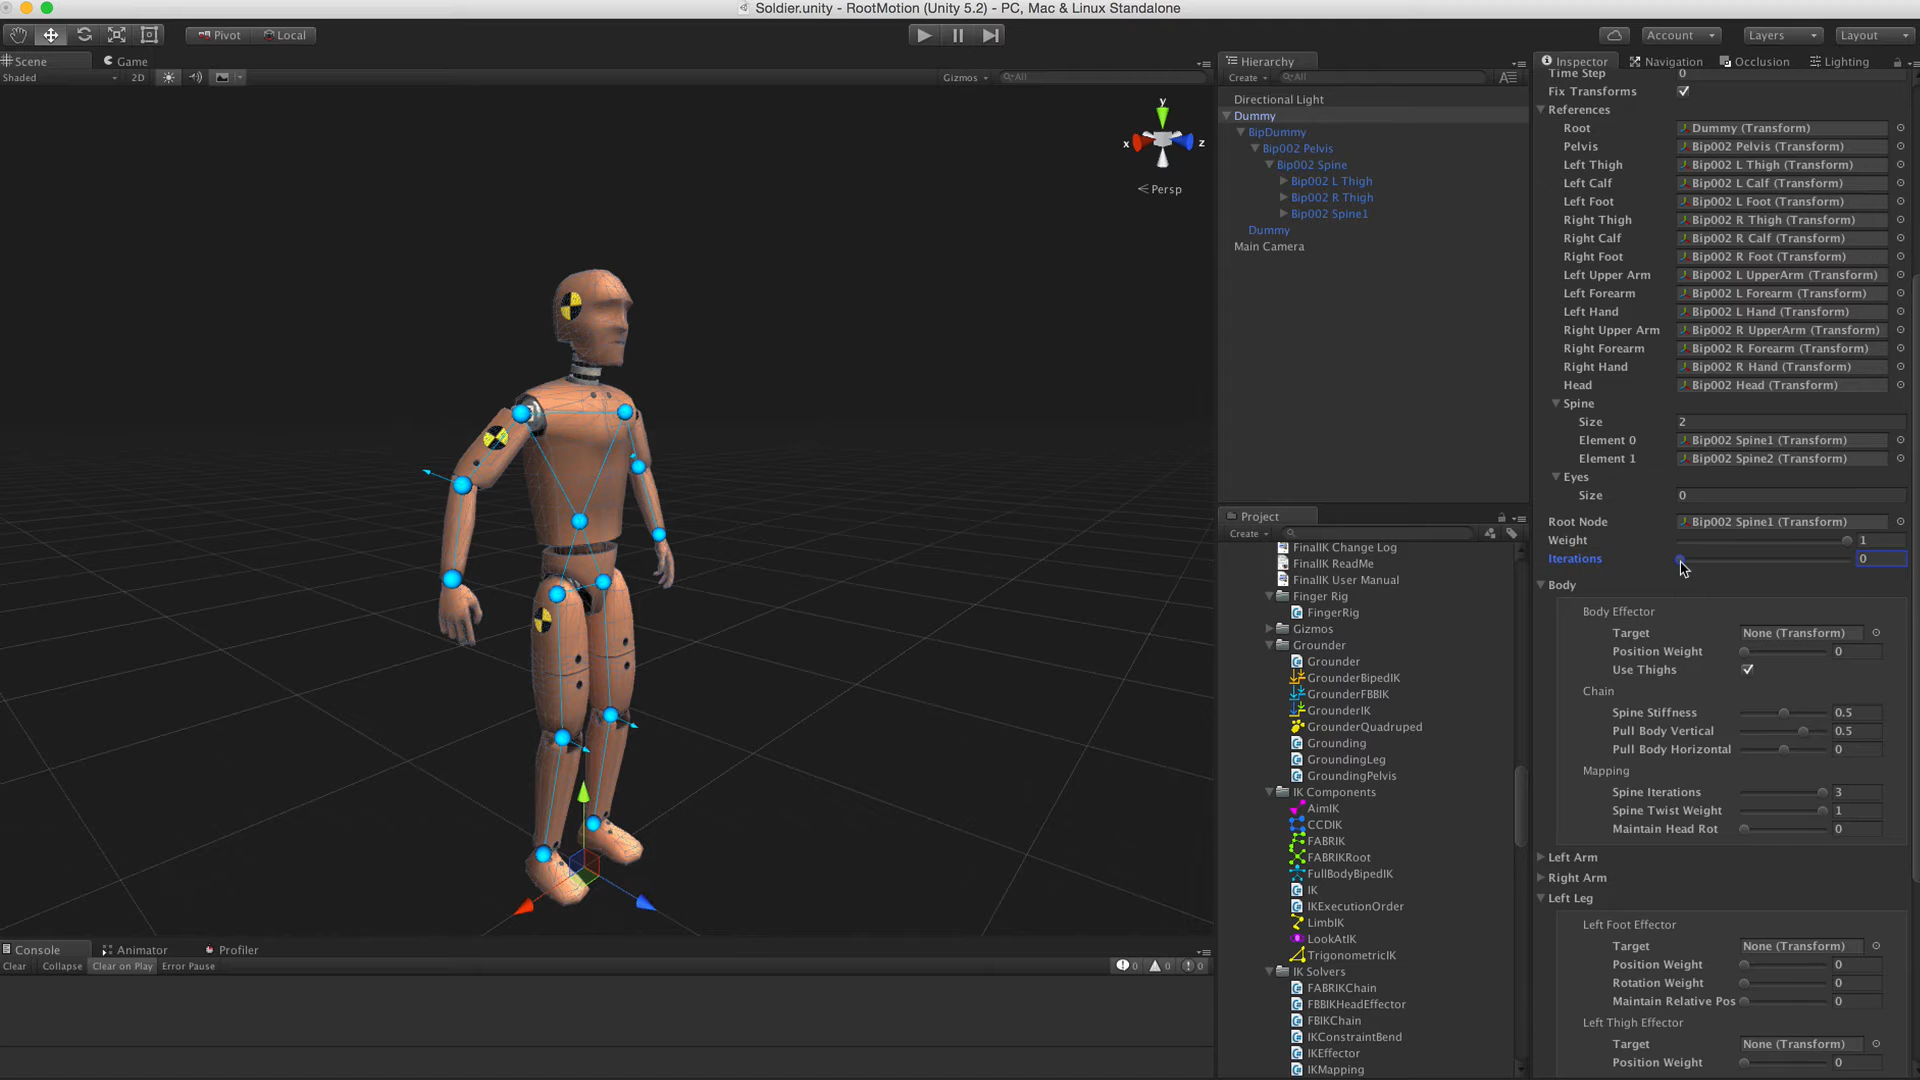 Soldier.unity - RootMotion (Unity 5.2) - PC, Mac & Linux Standalone
Pivot
Local
Account
Layers
Layout
Scene
Game
Shaded
2D
Gizmos
All
y
x
z
Persp
Hierarchy
Create
All
Directional Light
Dummy
BipDummy
Bip002 Pelvis
Bip002 Spine
Bip002 L Thigh
Bip002 R Thigh
Bip002 Spine1
Dummy
Main Camera
Project
Create
FinalIK Change Log
FinalIK ReadMe
FinalIK User Manual
Finger Rig
FingerRig
Gizmos
Grounder
Grounder
GrounderBipedIK
GrounderFBBIK
GrounderIK
GrounderQuadruped
Grounding
GroundingLeg
GroundingPelvis
IK Components
AimIK
CCDIK
FABRIK
FABRIKRoot
FullBodyBipedIK
IK
IKExecutionOrder
LimbIK
LookAtIK
TrigonometricIK
IK Solvers
FABRIKChain
FBBIKHeadEffector
FBIKChain
IKConstraintBend
IKEffector
IKMapping
Inspector
Navigation
Occlusion
Lighting
Time Step 0
Fix Transforms
References
Root Dummy (Transform)
Pelvis Bip002 Pelvis (Transform)
Left Thigh Bip002 L Thigh (Transform)
Left Calf Bip002 L Calf (Transform)
Left Foot Bip002 L Foot (Transform)
Right Thigh Bip002 R Thigh (Transform)
Right Calf Bip002 R Calf (Transform)
Right Foot Bip002 R Foot (Transform)
Left Upper Arm Bip002 L UpperArm (Transform)
Left Forearm Bip002 L Forearm (Transform)
Left Hand Bip002 L Hand (Transform)
Right Upper Arm Bip002 R UpperArm (Transform)
Right Forearm Bip002 R Forearm (Transform)
Right Hand Bip002 R Hand (Transform)
Head Bip002 Head (Transform)
Spine
Size 2
Element 0 Bip002 Spine1 (Transform)
Element 1 Bip002 Spine2 (Transform)
Eyes
Size 0
Root Node Bip002 Spine1 (Transform)
Weight 1
Iterations 0
Body
Body Effector
Target None (Transform)
Position Weight 0
Use Thighs
Chain
Spine Stiffness 0.5
Pull Body Vertical 0.5
Pull Body Horizontal 0
Mapping
Spine Iterations 3
Spine Twist Weight 1
Maintain Head Rot 0
Left Arm
Right Arm
Left Leg
Left Foot Effector
Target None (Transform)
Position Weight 0
Rotation Weight 0
Maintain Relative Pos 0
Left Thigh Effector
Target None (Transform)
Position Weight 0
Console
Animator
Profiler
Clear
Collapse
Clear on Play
Error Pause
0
0
0